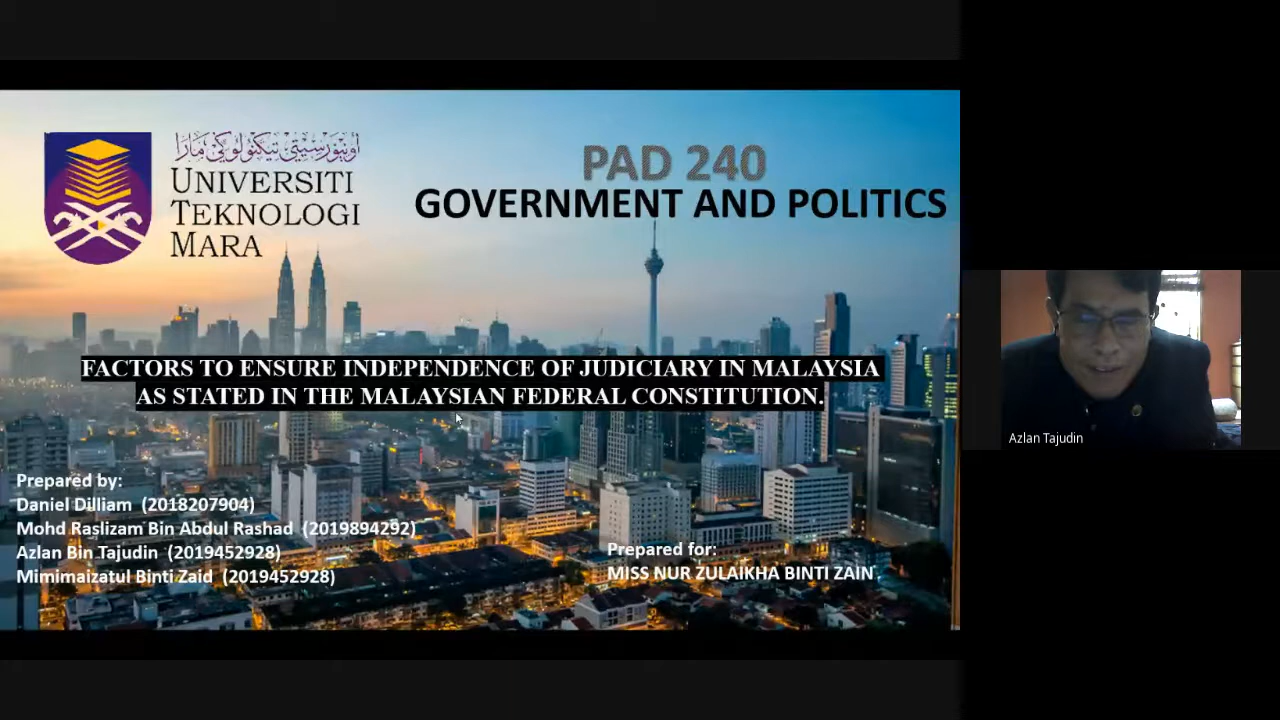 اونيۏرسيتي تيكنولوݢي مارا
UNIVERSITI
TEKNOLOGI
MARA
PAD 240
GOVERNMENT AND POLITICS
FACTORS TO ENSURE INDEPENDENCE OF JUDICIARY IN MALAYSIA
AS STATED IN THE MALAYSIAN FEDERAL CONSTITUTION.
Prepared by:
Daniel Dilliam (2018207904)
Mohd Raslizam Bin Abdul Rashad (2019894292)
Azlan Bin Tajudin (2019452928)
Mimimaizatul Binti Zaid (2019452928)
Prepared for:
MISS NUR ZULAIKHA BINTI ZAIN.
Azlan Tajudin